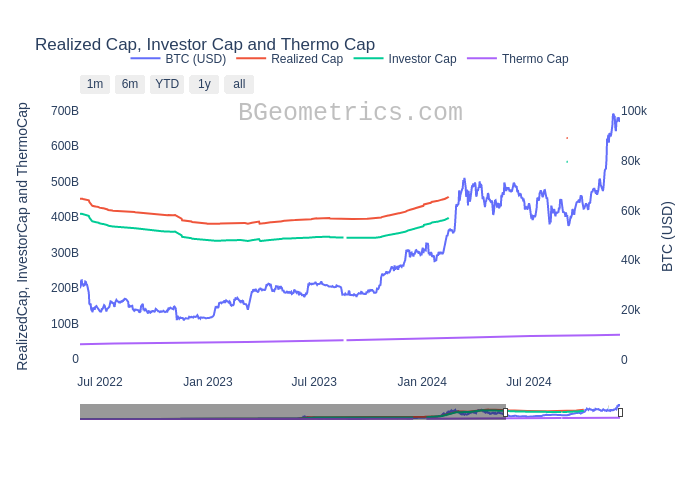 Realized Cap, Investor Cap and Thermo Cap
BTC (USD) Realized Cap Investor Cap Thermo Cap
1m 6m YTD 1y all
BGeometrics.com
700B 100k
600B
80k
500B
400B 60k
300B 40k
200B
20k
100B
0 0
RealizedCap, InvestorCap and ThermoCap
BTC (USD)
Jul 2022 Jan 2023 Jul 2023 Jan 2024 Jul 2024